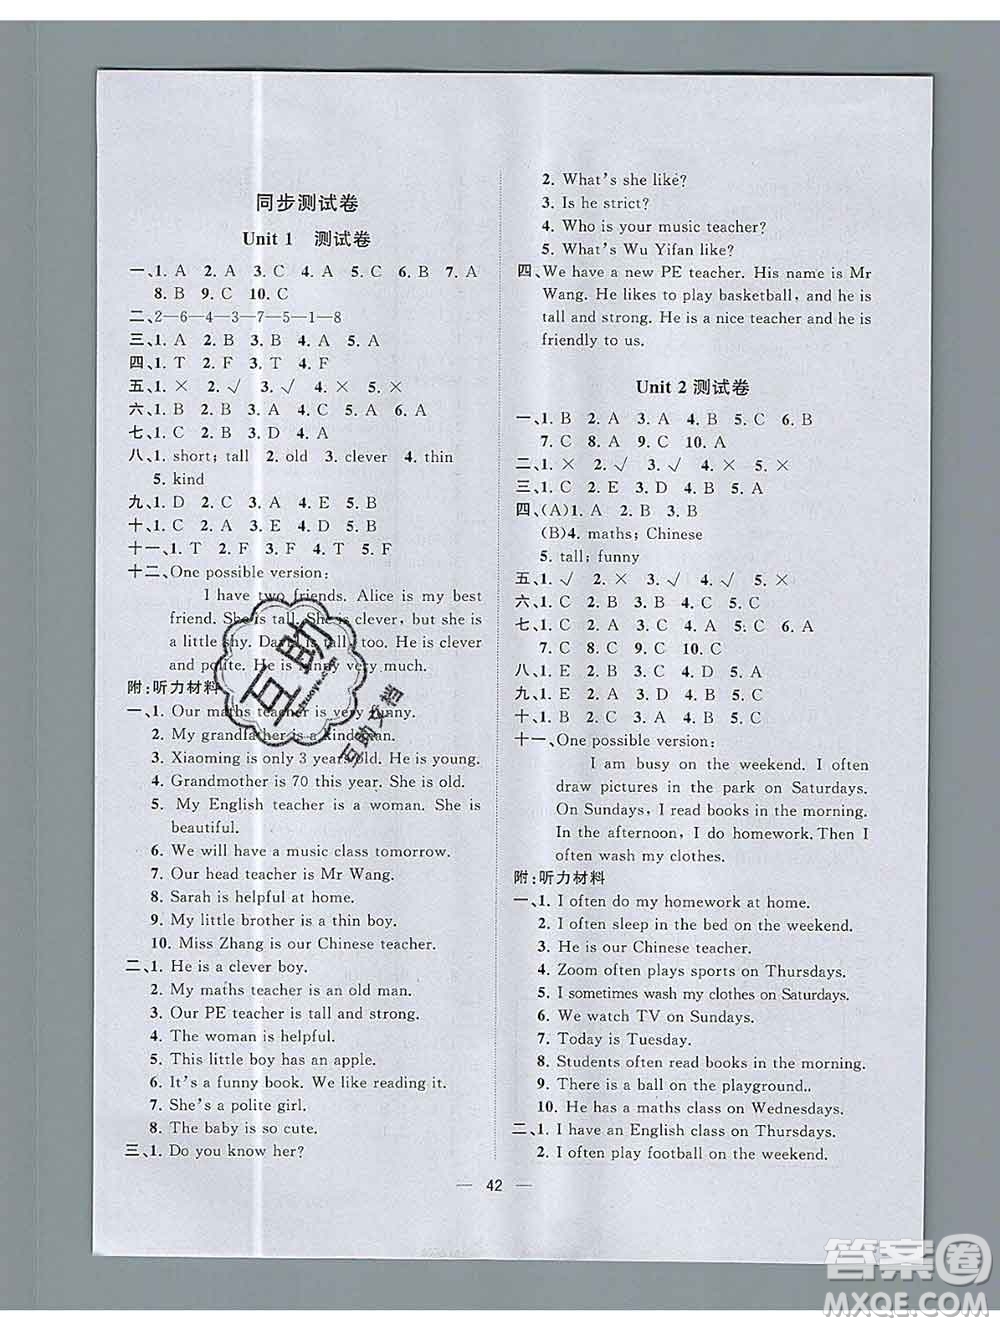 同步测试卷
Unit 1 测试卷
一、1. A 2. A 3. C 4. A 5. C 6. B 7. A
8. B 9. C 10. C
二、2—6—4—3—7—5—1—8
三、1. A 2. B 3. B 4. A 5. B
四、1. T 2. F 3. T 4. F
五、1. × 2. √ 3. √ 4. × 5. ×
六、1. B 2. B 3. A 4. C 5. A
七、1. C 2. B 3. D 4. A
八、1. short; tall 2. old 3. clever 4. thin
5. kind
九、1. D 2. C 3. A 4. E 5. B
十、1. C 2. A 3. D 4. E 5. B
十一、1. T 2. F 3. T 4. F 5. T
十二、One possible version:
I have two friends. Alice is my best
friend. She is tall. She is clever, but she
is a little shy. David is tall, too. He is clever
and polite. He is funny very much.
附:听力材料
一、1. Our maths teacher is very funny.
2. My grandfather is a kind man.
3. Xiaoming is only 3 years old. He is young.
4. Grandmother is 70 this year. She is old.
5. My English teacher is a woman. She is
beautiful.
6. We will have a music class tomorrow.
7. Our head teacher is Mr Wang.
8. Sarah is helpful at home.
9. My little brother is a thin boy.
10. Miss Zhang is our Chinese teacher.
二、1. He is a clever boy.
2. My maths teacher is an old man.
3. Our PE teacher is tall and strong.
4. The woman is helpful.
5. This little boy has an apple.
6. It's a funny book. We like reading it.
7. She's a polite girl.
8. The baby is so cute.
三、1. Do you know her?
2. What's she like?
3. Is he strict?
4. Who is your music teacher?
5. What's Wu Yifan like?
四、We have a new PE teacher. His name is Mr
Wang. He likes to play basketball, and he is
tall and strong. He is a nice teacher and he is
friendly to us.
Unit 2 测试卷
一、1. B 2. A 3. A 4. B 5. C 6. B
7. C 8. A 9. C 10. A
二、1. × 2. √ 3. √ 4. × 5. √
三、1. C 2. E 3. D 4. B 5. A
四、(A)1. A 2. B 3. C
(B)4. maths; Chinese
5. tall; funny
五、1. √ 2. × 3. √ 4. × 5. ×
六、1. C 2. B 3. C 4. B 5. C
七、1. C 2. A 3. A 4. B 5. C 6. A
7. C 8. B 9. B 10. C
八、1. E 2. B 3. C 4. D 5. A
九、1. E 2. C 3. A 4. B 5. D
十、1. C 2. B 3. B 4. A 5. C
十一、One possible version:
I am busy on the weekend. I often
draw pictures in the park on Saturdays.
On Sundays, I read books in the morning.
In the afternoon, I do homework. Then I
often wash my clothes.
附:听力材料
一、1. I often do my homework at home.
2. I often sleep in the bed on the weekend.
3. He is our Chinese teacher.
4. Zoom often plays sports on Thursdays.
5. I sometimes wash my clothes on Saturdays.
6. We watch TV on Sundays.
7. Today is Tuesday.
8. Students often read books in the morning.
9. There is a ball on the playground..
10. He has a maths class on Wednesdays.
二、1. I have an English class on Thursdays.
2. I often play football on the weekend.
— 42 —
互助
互助文档
答案圈
MXQE.COM